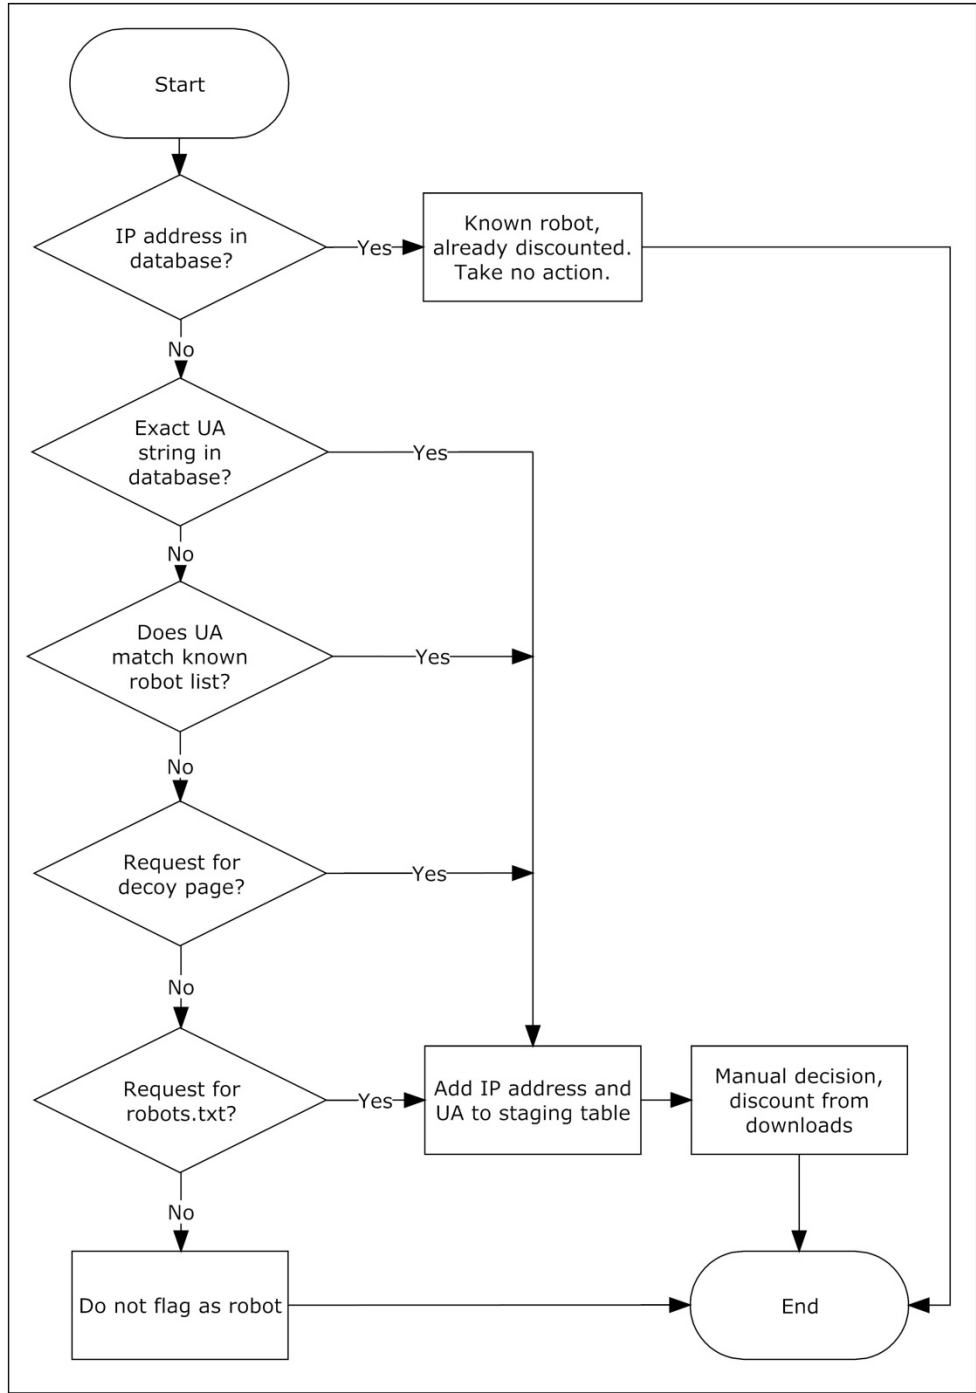 Start
IP address in
database?
Yes
Known robot,
already discounted.
Take no action.
No
Exact UA
string in
database?
Yes
No
Does UA
match known
robot list?
Yes
No
Request for
decoy page?
Yes
No
Request for
robots.txt?
Yes
Add IP address and
UA to staging table
Manual decision,
discount from
downloads
No
Do not flag as robot
End